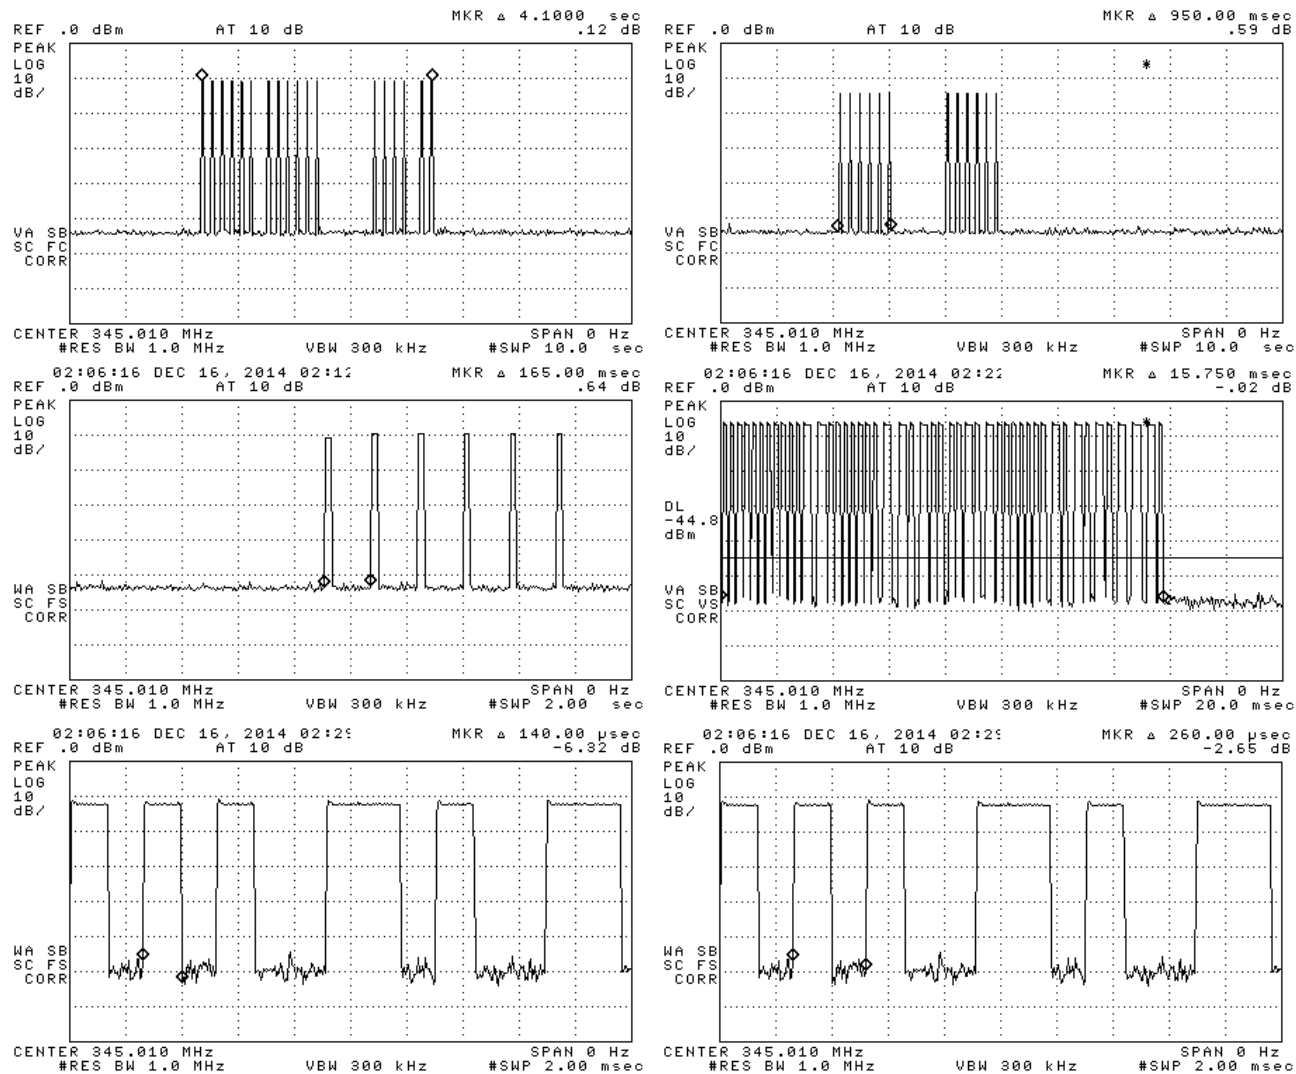 MKR Δ 4.1000 sec
REF .0 dBm AT 10 dB .12 dB
PEAK
LOG
10
dB/
VA SB
SC FC
CORR
CENTER 345.010 MHz SPAN 0 Hz
#RES BW 1.0 MHz VBW 300 kHz #SWP 10.0 sec
MKR Δ 950.00 msec
REF .0 dBm AT 10 dB .59 dB
PEAK
LOG
10
dB/
*
VA SB
SC FC
CORR
CENTER 345.010 MHz SPAN 0 Hz
#RES BW 1.0 MHz VBW 300 kHz #SWP 10.0 sec
02:06:16 DEC 16, 2014 02:12 MKR Δ 165.00 msec
REF .0 dBm AT 10 dB .64 dB
PEAK
LOG
10
dB/
WA SB
SC FS
CORR
CENTER 345.010 MHz SPAN 0 Hz
#RES BW 1.0 MHz VBW 300 kHz #SWP 2.00 sec
02:06:16 DEC 16, 2014 02:22 MKR Δ 15.750 msec
REF .0 dBm AT 10 dB -.02 dB
PEAK
LOG
10
dB/
*
DL
-44.8
dBm
VA SB
SC VS
CORR
CENTER 345.010 MHz SPAN 0 Hz
#RES BW 1.0 MHz VBW 300 kHz #SWP 20.0 msec
02:06:16 DEC 16, 2014 02:29 MKR Δ 140.00 μsec
REF .0 dBm AT 10 dB -6.32 dB
PEAK
LOG
10
dB/
WA SB
SC FS
CORR
CENTER 345.010 MHz SPAN 0 Hz
#RES BW 1.0 MHz VBW 300 kHz #SWP 2.00 msec
02:06:16 DEC 16, 2014 02:29 MKR Δ 260.00 μsec
REF .0 dBm AT 10 dB -2.65 dB
PEAK
LOG
10
dB/
WA SB
SC FS
CORR
CENTER 345.010 MHz SPAN 0 Hz
#RES BW 1.0 MHz VBW 300 kHz #SWP 2.00 msec